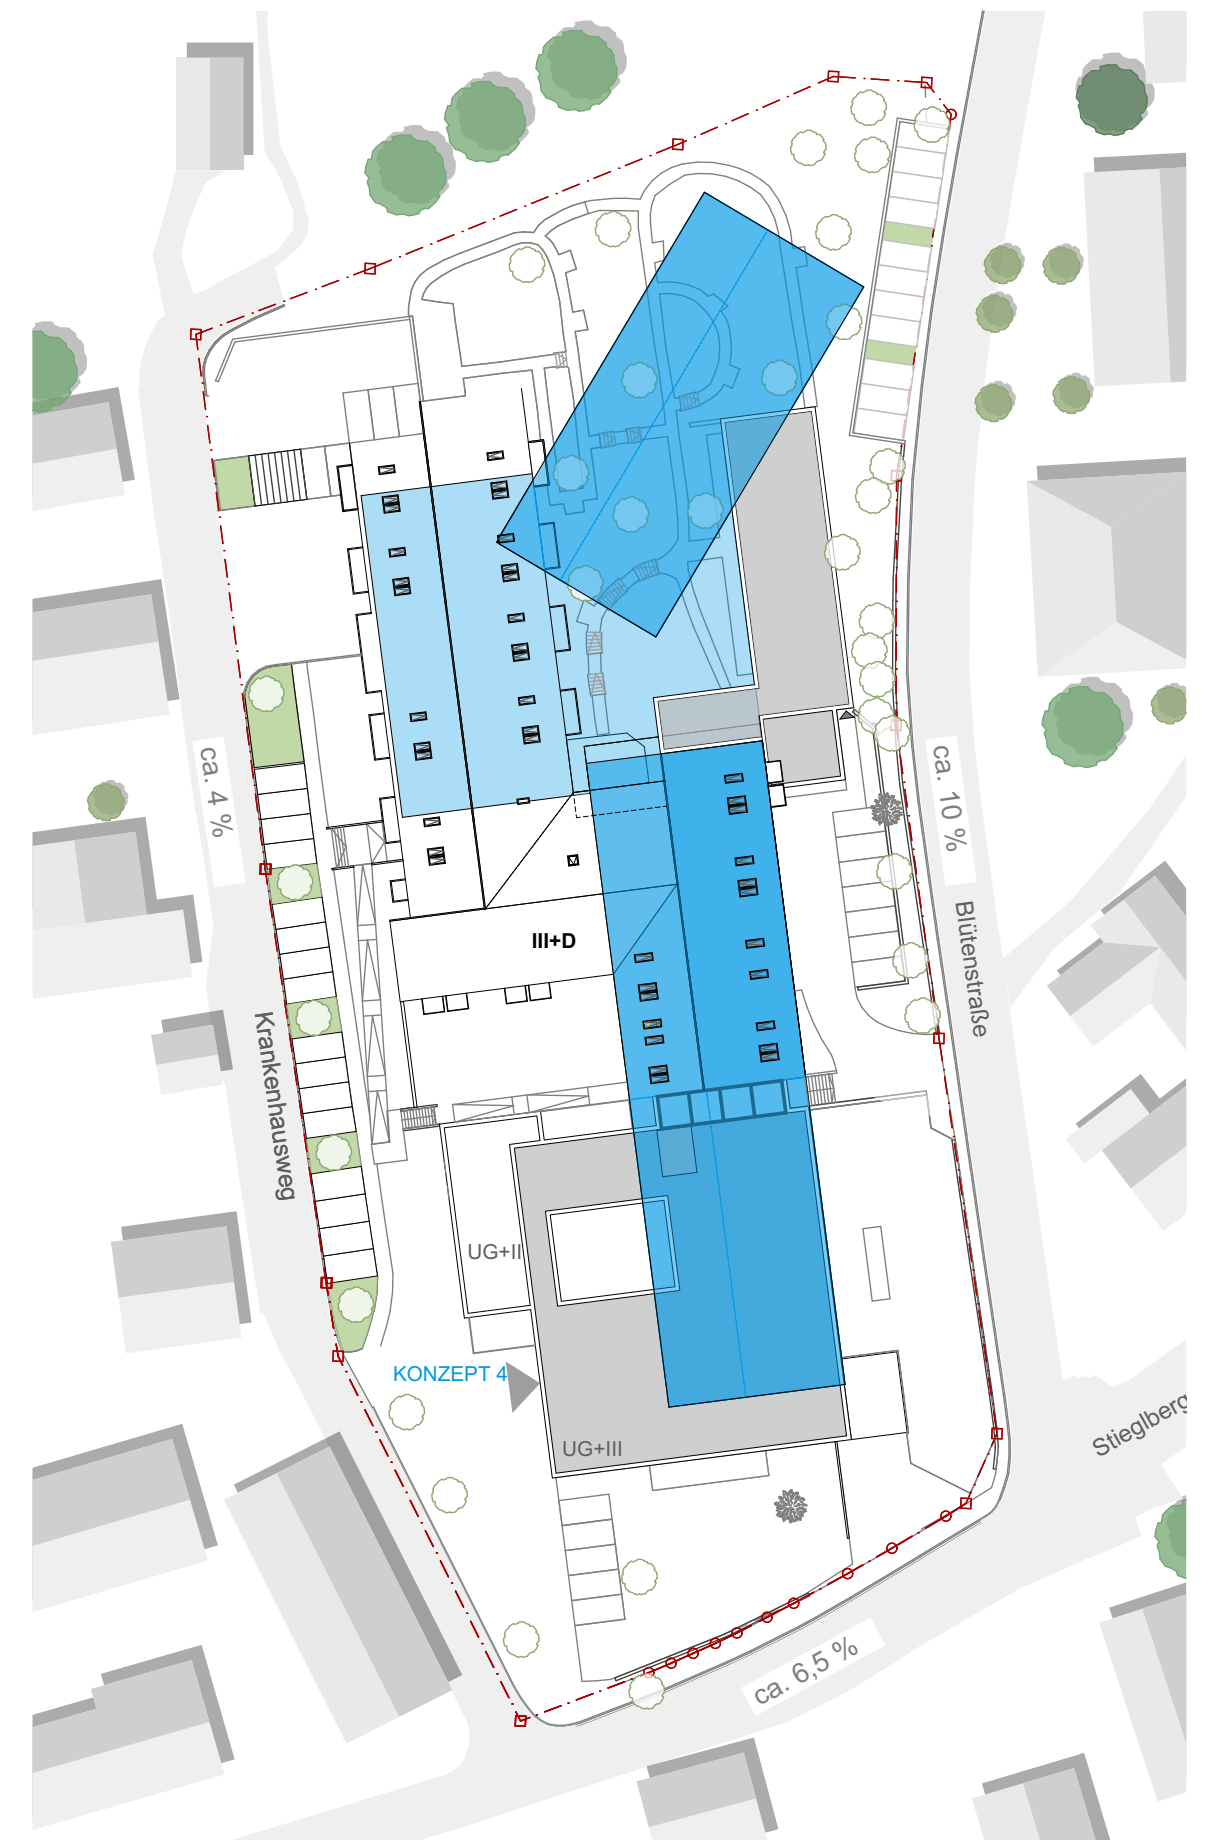 ca. 4 %
ca. 10 %
Blütenstraße
III+D
Krankenhausweg
UG+II
KONZEPT 4
UG+III
Stieglberg
ca. 6,5 %